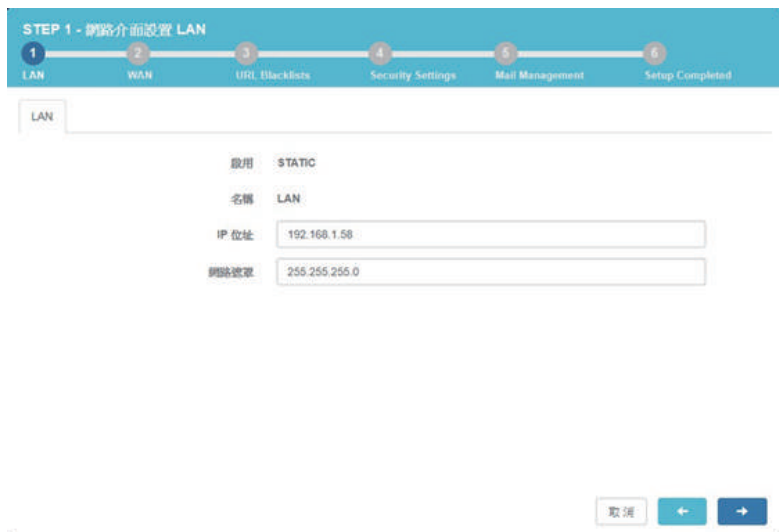 STEP 1 - 網路介面設置 LAN
1 2 3 4 5 6
LAN WAN URL Blacklists Security Settings Mail Management Setup Completed
LAN
啟用 STATIC
名稱 LAN
IP 位址 192.168.1.58
網路遮罩 255.255.255.0
取消